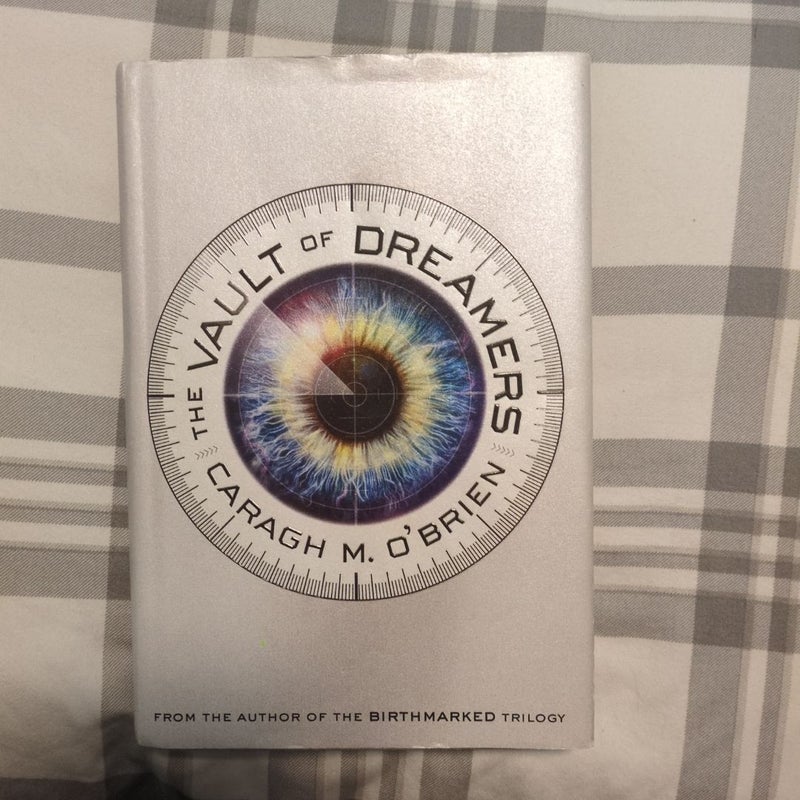 THE VAULT OF DREAMERS
CARAGH M. O'BRIEN
FROM THE AUTHOR OF THE BIRTHMARKED TRILOGY